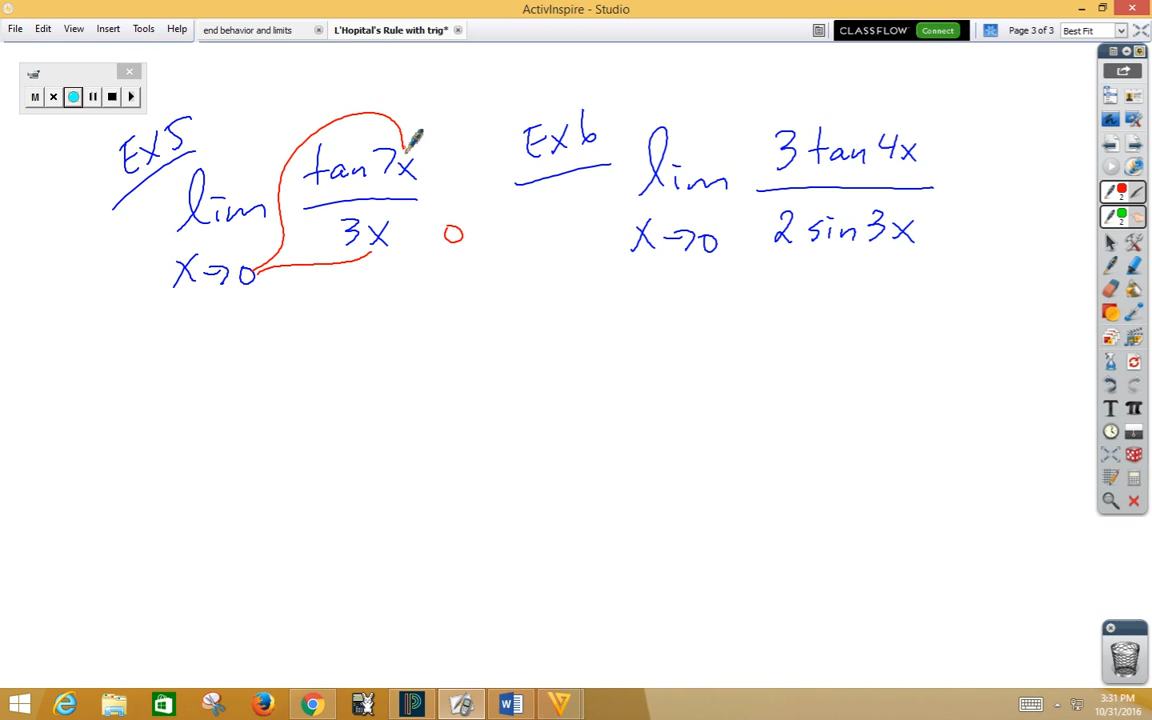 ActivInspire - Studio
File Edit View Insert Tools Help
end behavior and limits
L'Hopital's Rule with trig*
CLASSFLOW Connect
Page 3 of 3
Best Fit
M
Ex 5
lim x→0
tan 7x
3x
0
Ex 6
lim x→0
3 tan 4x
2 sin 3x
2
2
T π
3:31 PM
10/31/2016